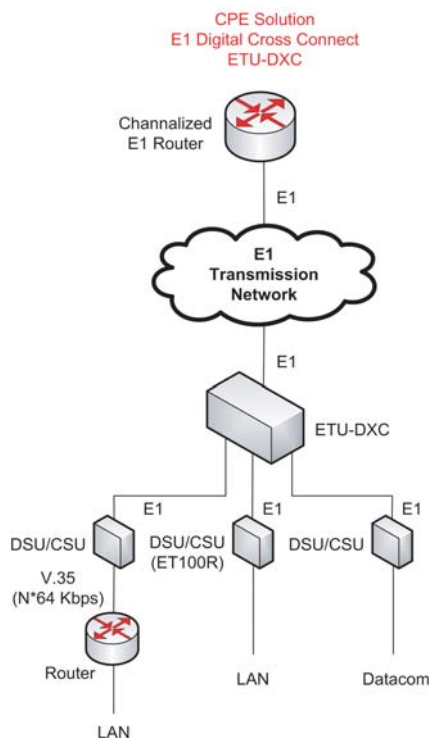 CPE Solution
E1 Digital Cross Connect
ETU-DXC
Channalized
E1 Router
E1
E1
Transmission
Network
E1
ETU-DXC
E1
E1
E1
DSU/CSU
DSU/CSU
(ET100R)
DSU/CSU
V.35
(N*64 Kbps)
Router
LAN
Datacom
LAN